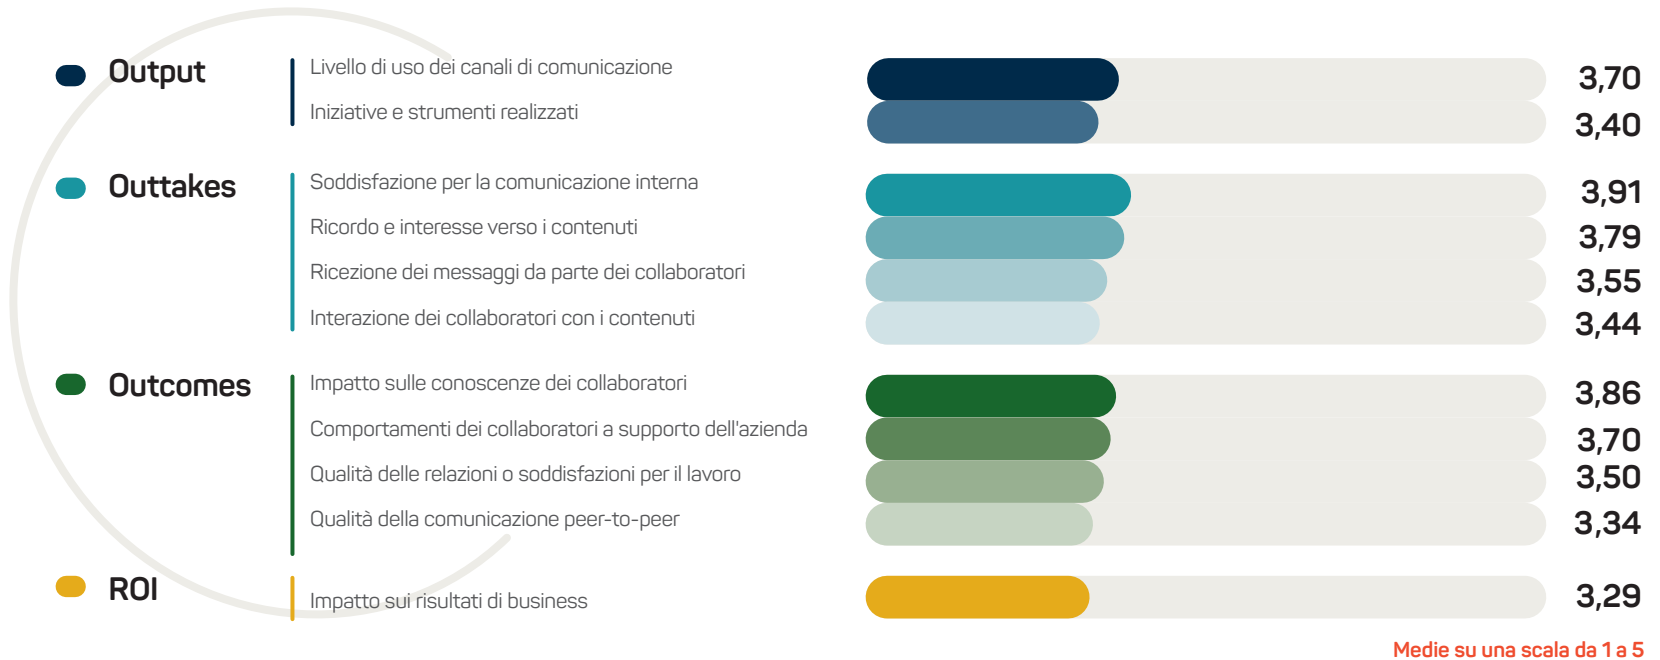 Output
Livello di uso dei canali di comunicazione
3,70
Iniziative e strumenti realizzati
3,40
Outtakes
Soddisfazione per la comunicazione interna
3,91
Ricordo e interesse verso i contenuti
3,79
Ricezione dei messaggi da parte dei collaboratori
3,55
Interazione dei collaboratori con i contenuti
3,44
Outcomes
Impatto sulle conoscenze dei collaboratori
3,86
Comportamenti dei collaboratori a supporto dell'azienda
3,70
Qualità delle relazioni o soddisfazioni per il lavoro
3,50
Qualità della comunicazione peer-to-peer
3,34
ROI
Impatto sui risultati di business
3,29
Medie su una scala da 1 a 5